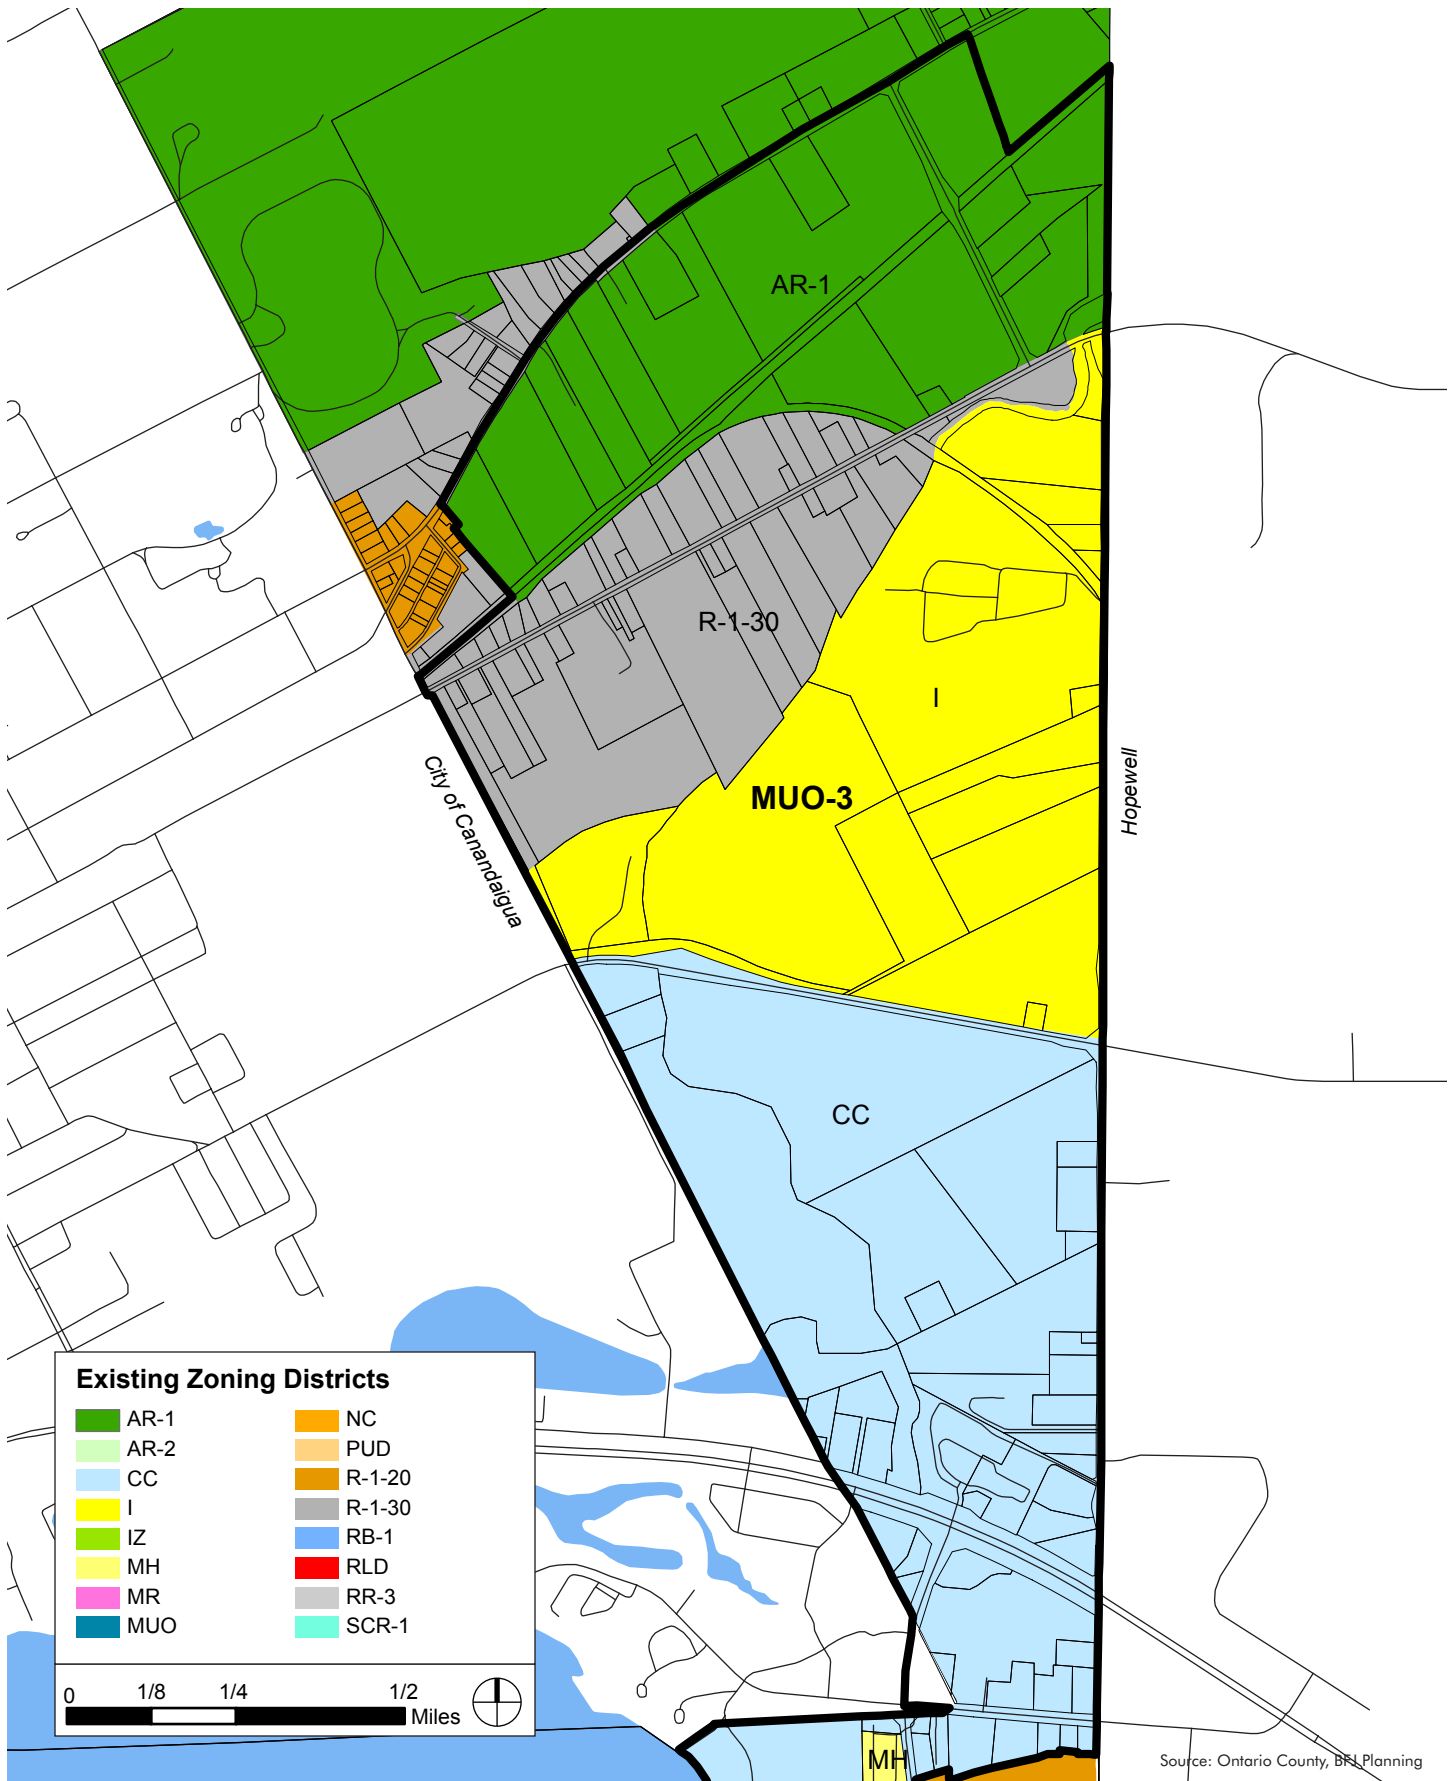 AR-1
R-1-30
I
MUO-3
City of Canandaigua
Hopewell
CC
Existing Zoning Districts
AR-1
AR-2
CC
I
IZ
MH
MR
MUO
NC
PUD
R-1-20
R-1-30
RB-1
RLD
RR-3
SCR-1
0 1/8 1/4 1/2
Miles
MH
Source: Ontario County, BFJ Planning